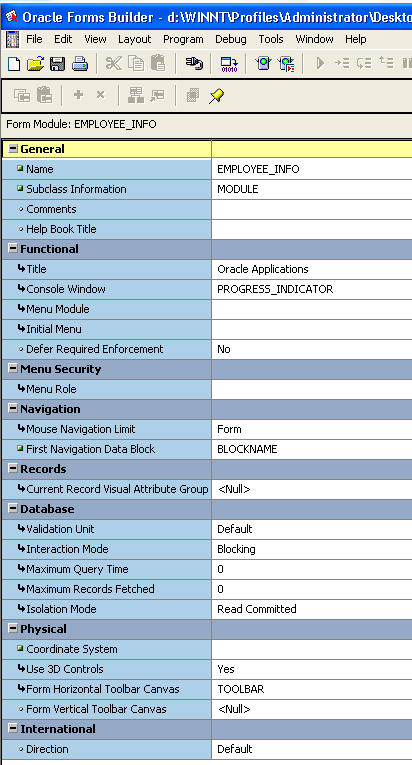 Oracle Forms Builder - d:\WINNT\Profiles\Administrator\Deskto
File Edit View Layout Program Debug Tools Window Help
Form Module: EMPLOYEE_INFO
General
Name EMPLOYEE_INFO
Subclass Information MODULE
Comments
Help Book Title
Functional
Title Oracle Applications
Console Window PROGRESS_INDICATOR
Menu Module
Initial Menu
Defer Required Enforcement No
Menu Security
Menu Role
Navigation
Mouse Navigation Limit Form
First Navigation Data Block BLOCKNAME
Records
Current Record Visual Attribute Group <Null>
Database
Validation Unit Default
Interaction Mode Blocking
Maximum Query Time 0
Maximum Records Fetched 0
Isolation Mode Read Committed
Physical
Coordinate System
Use 3D Controls Yes
Form Horizontal Toolbar Canvas TOOLBAR
Form Vertical Toolbar Canvas <Null>
International
Direction Default